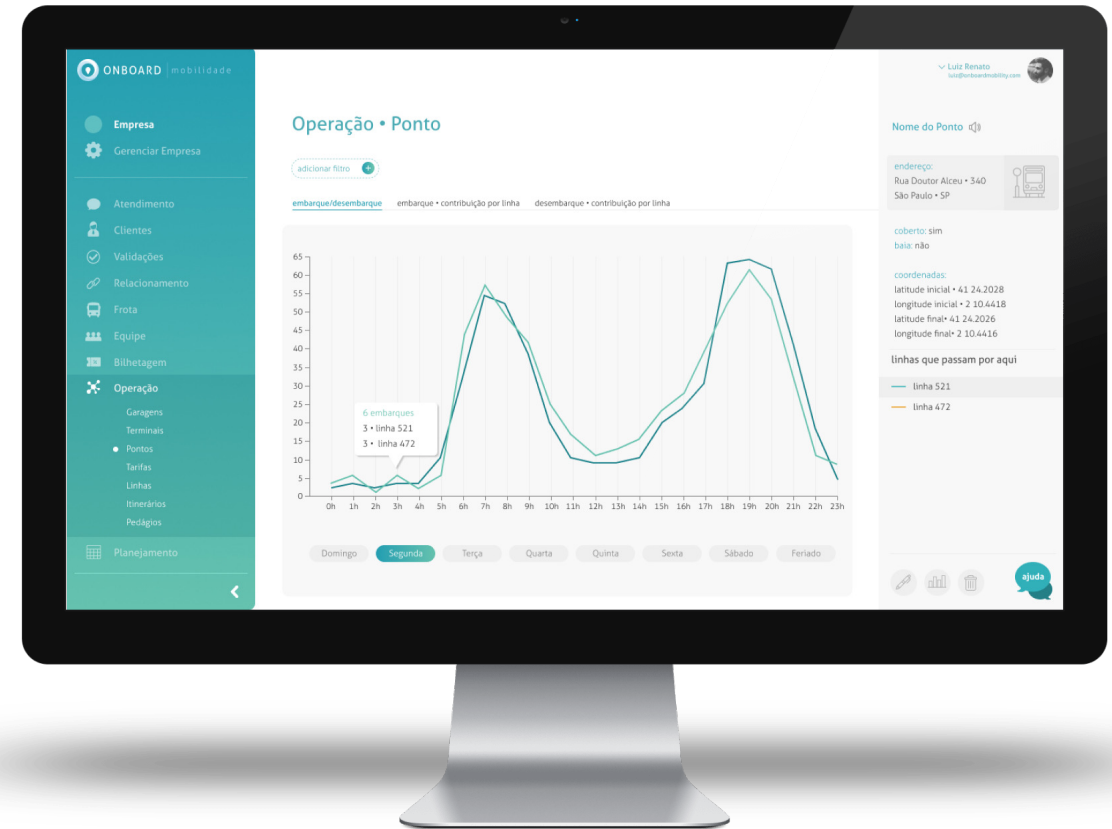 ONBOARD mobilidade
Empresa
Gerenciar Empresa
Atendimento
Clientes
Validações
Relacionamento
Frota
Equipe
Bilhetagem
Operação
Garagens
Terminais
Pontos
Tarifas
Linhas
Itinerários
Pedágios
Planejamento
Operação • Ponto
adicionar filtro +
embarque/desembarque embarque • contribuição por linha desembarque • contribuição por linha
65
60
55
50
45
40
35
30
25
20
15
10
5
0
6 embarques
3 • linha 521
3 • linha 472
0h 1h 2h 3h 4h 5h 6h 7h 8h 9h 10h 11h 12h 13h 14h 15h 16h 17h 18h 19h 20h 21h 22h 23h
Domingo Segunda Terça Quarta Quinta Sexta Sábado Feriado
Luiz Renato
luiz@onboardmobility.com
Nome do Ponto
endereço:
Rua Doutor Alceu • 340
São Paulo • SP
coberto: sim
baia: não
coordenadas:
latitude inicial • 41 24.2028
longitude inicial • 2 10.4418
latitude final• 41 24.2026
longitude final• 2 10.4416
linhas que passam por aqui
linha 521
linha 472
ajuda